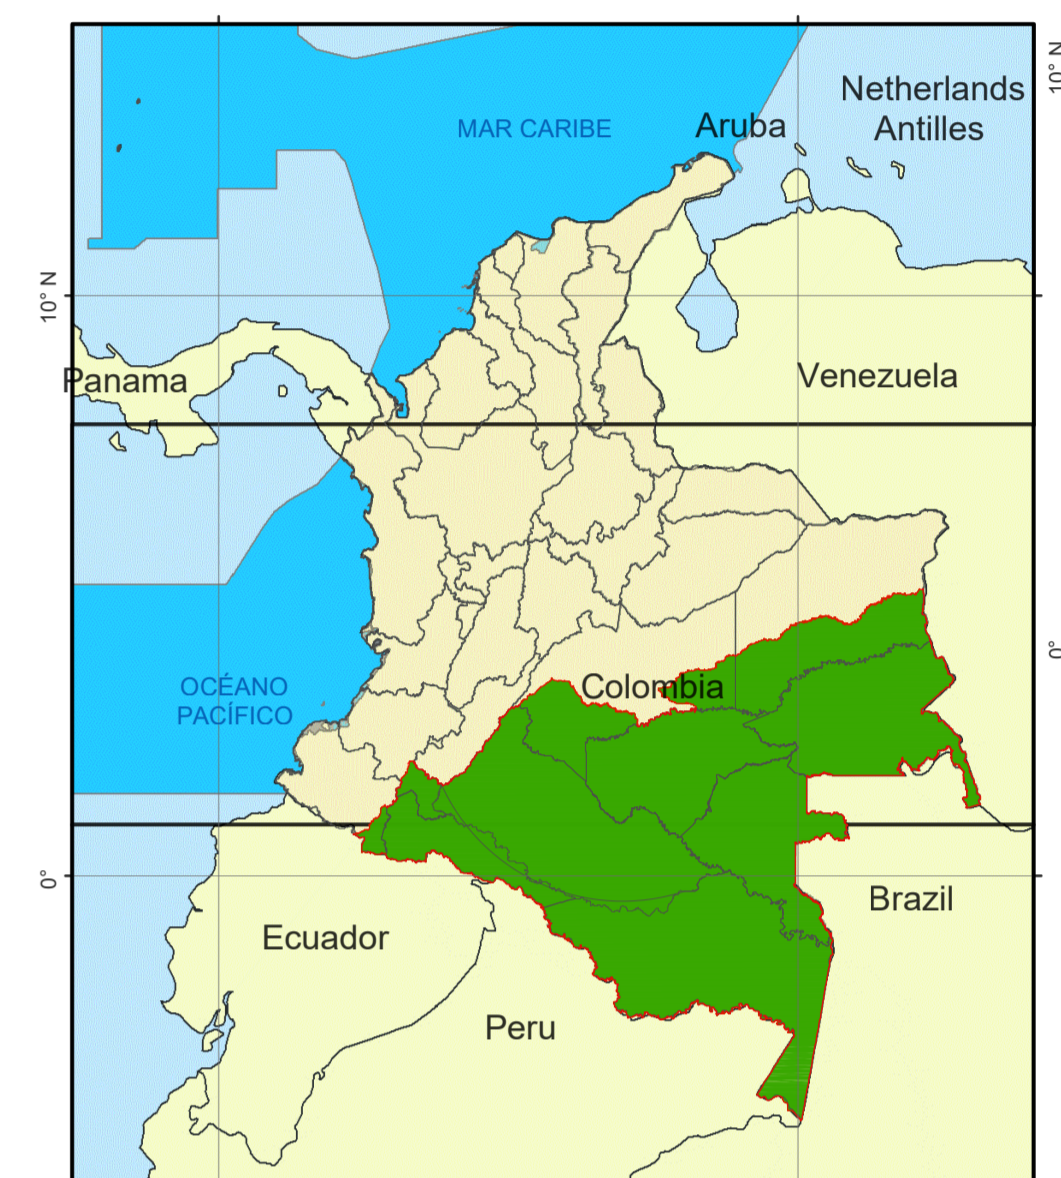 10° N
Netherlands
Antilles
Aruba
MAR CARIBE
10° N
Panama
Venezuela
0°
Colombia
OCÉANO
PACÍFICO
0°
Brazil
Ecuador
Peru